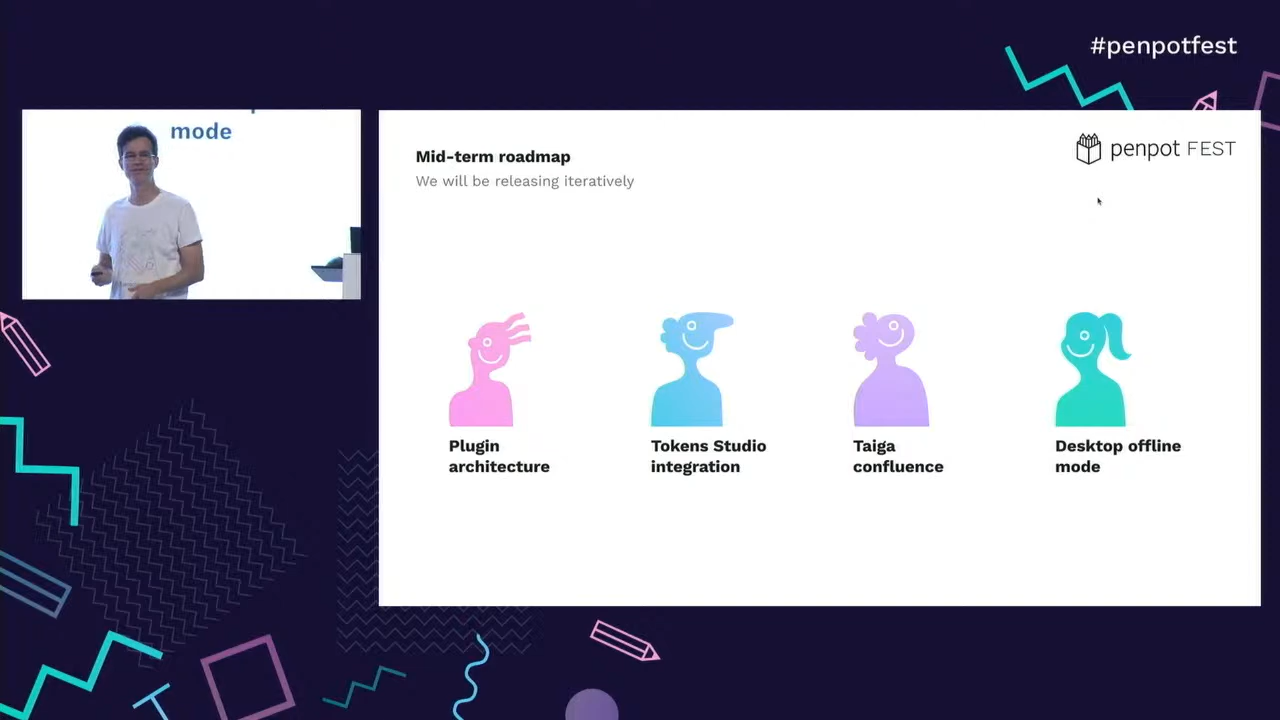 #penpotfest
mode
Mid-term roadmap
We will be releasing iteratively
penpot FEST
Plugin
architecture
Tokens Studio
integration
Taiga
confluence
Desktop offline
mode